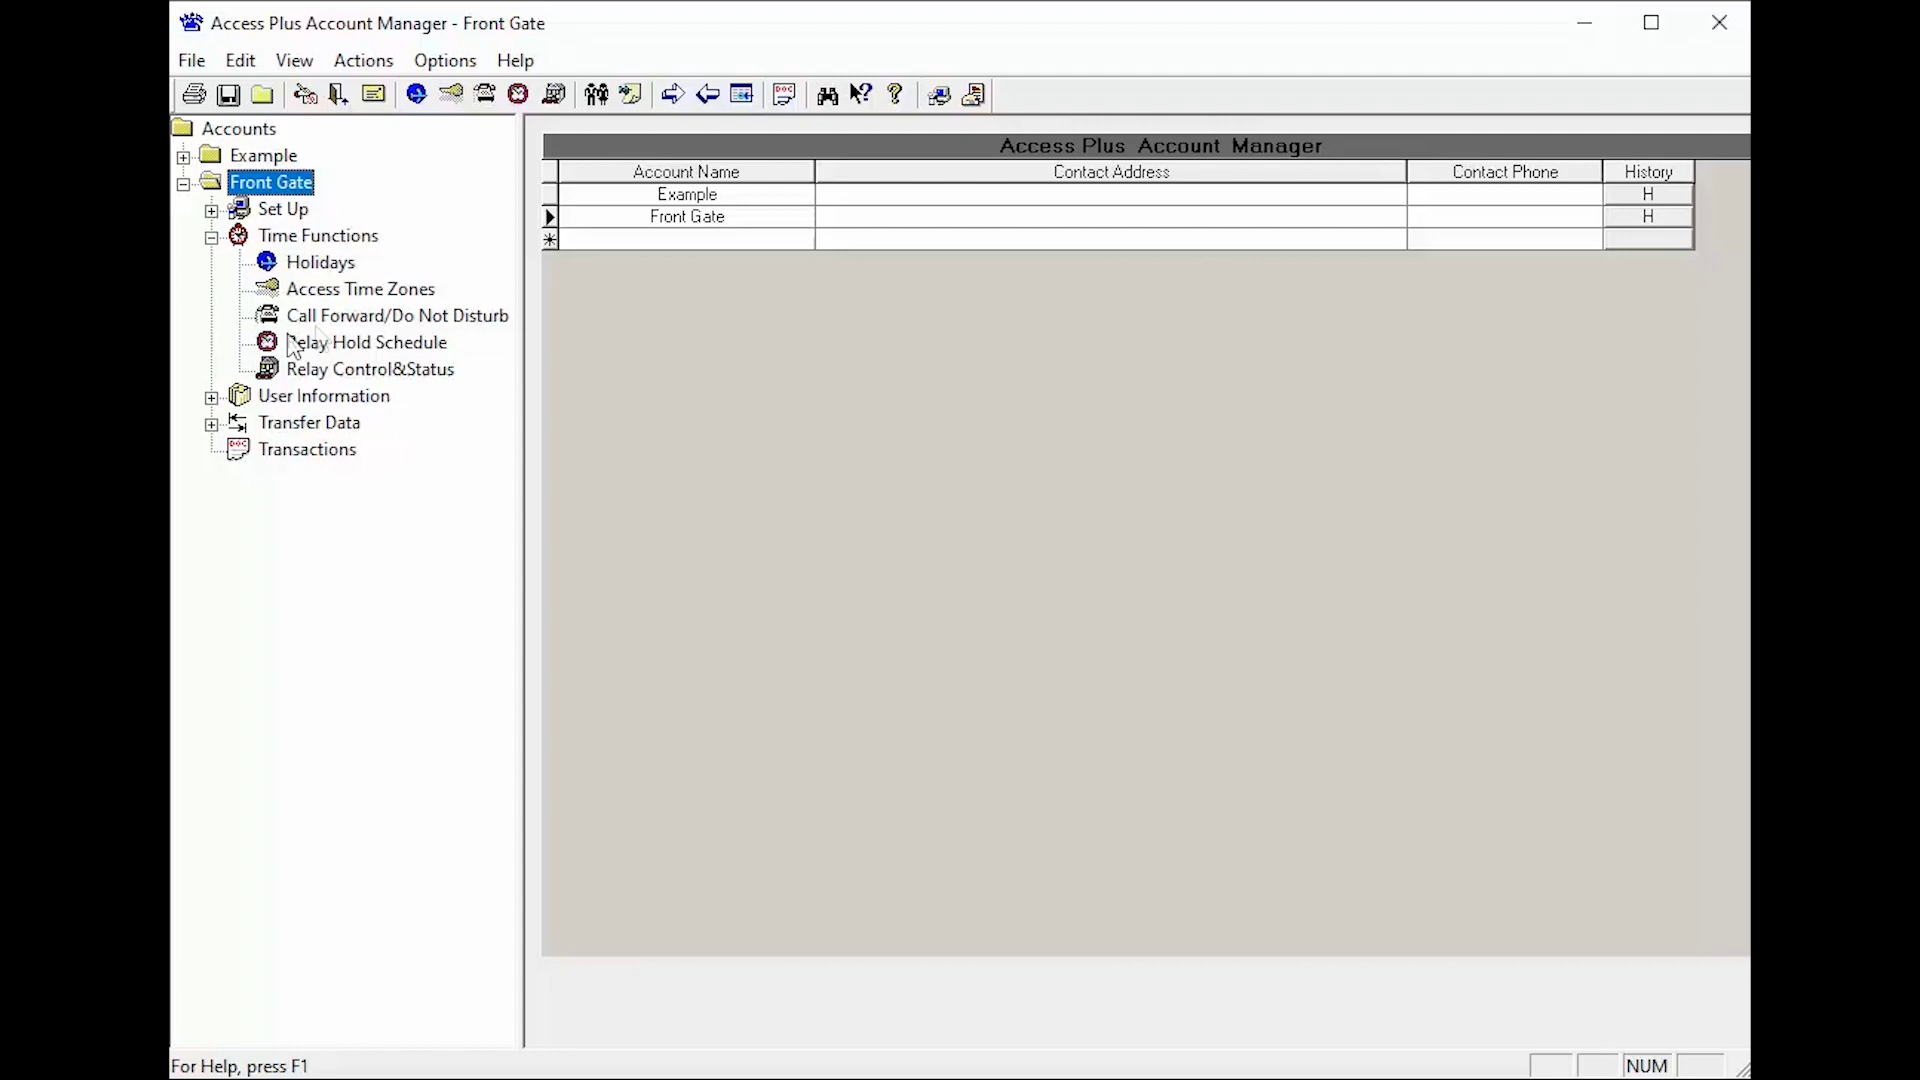 Access Plus Account Manager - Front Gate
File Edit View Actions Options Help
Accounts
Example
Front Gate
Set Up
Time Functions
Holidays
Access Time Zones
Call Forward/Do Not Disturb
Relay Hold Schedule
Relay Control&Status
User Information
Transfer Data
Transactions
Access Plus Account Manager
Account Name Contact Address Contact Phone History
Example H
Front Gate H
For Help, press F1 NUM